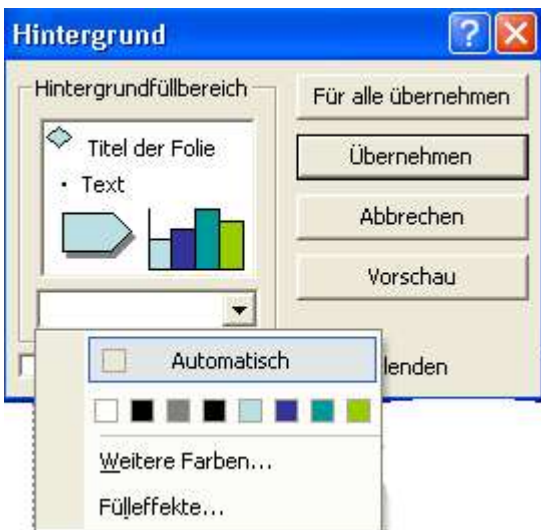 Hintergrund
Hintergrundfüllbereich
Für alle übernehmen
Titel der Folie
Übernehmen
• Text
Abbrechen
Vorschau
Automatisch
lenden
Weitere Farben...
Fülleffekte...